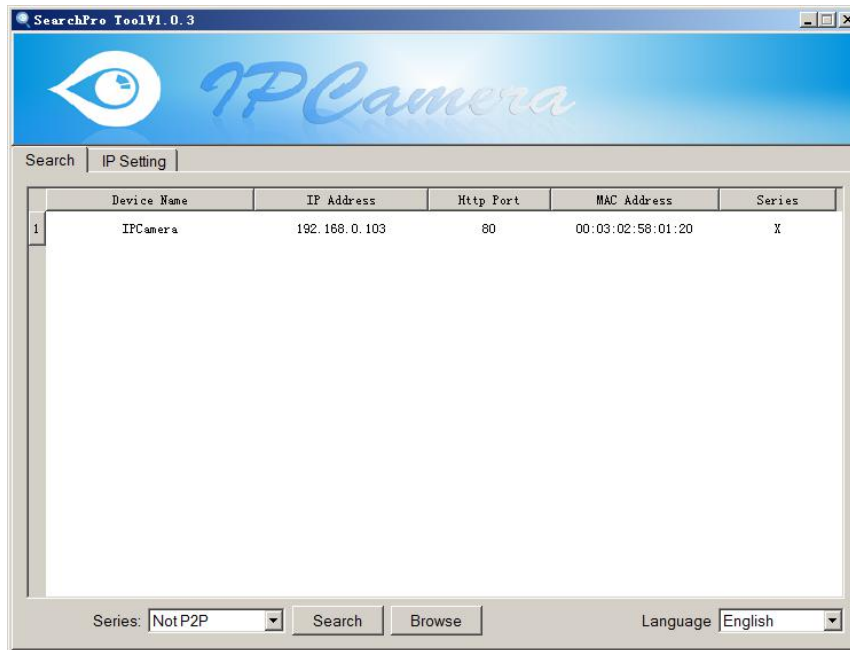 SearchPro ToolV1.0.3
IPCamera
Search IP Setting
Device Name IP Address Http Port MAC Address Series
1 IPCamera 192.168.0.103 80 00:03:02:58:01:20 X
Series: Not P2P Search Browse Language English